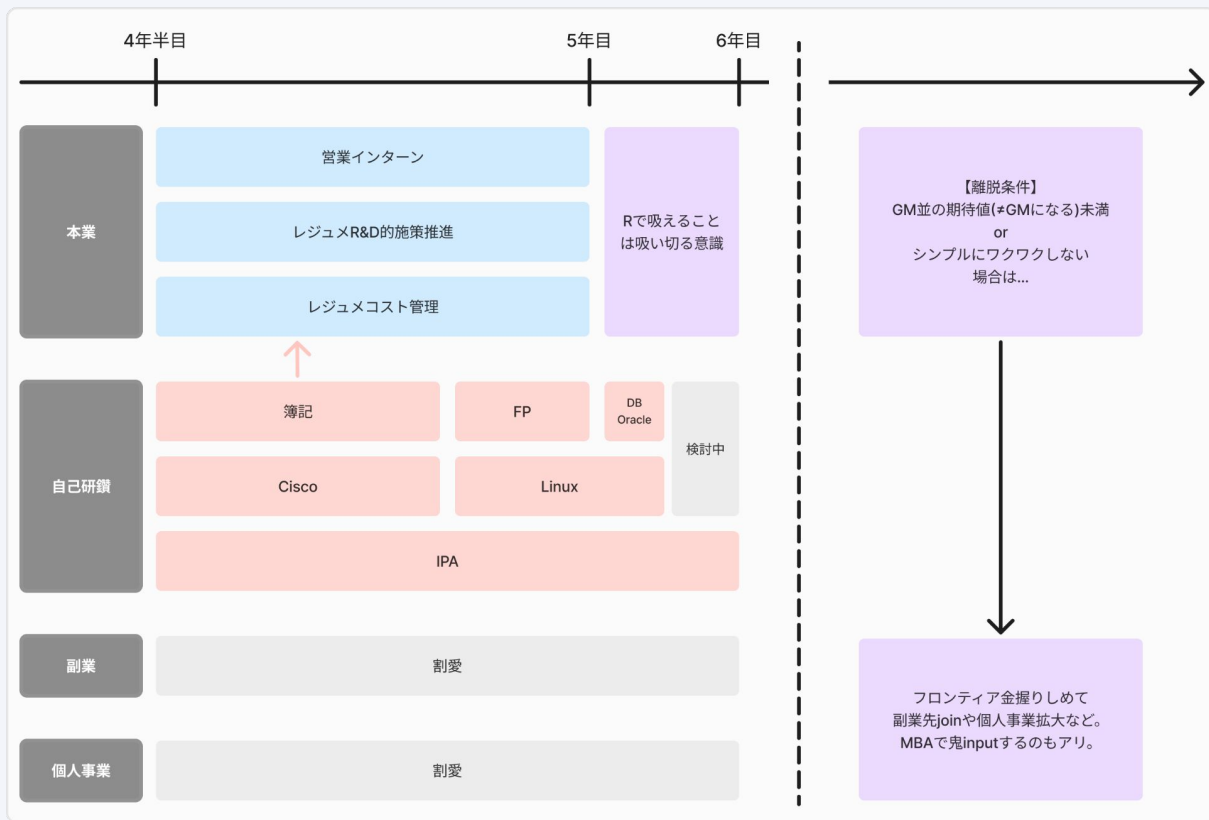 4年半目
5年目
6年目
本業
営業インターン
レジュメR&D的施策推進
レジュメコスト管理
Rで吸えること
は吸い切る意識
【離脱条件】
GM並の期待値(≠GMになる)未満
or
シンプルにワクワクしない
場合は...
自己研鑽
簿記
FP
DB
Oracle
検討中
Cisco
Linux
IPA
副業
割愛
個人事業
割愛
フロンティア金握りしめて
副業先joinや個人事業拡大など。
MBAで鬼inputするのもアリ。